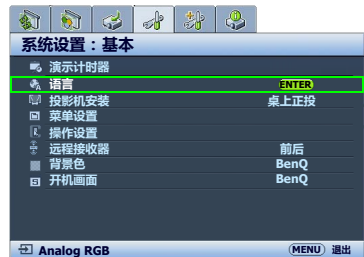 系统设置：基本
演示计时器
语言 ENTER
投影机安装 桌上正投
菜单设置
操作设置
远程接收器 前后
背景色 BenQ
开机画面 BenQ
Analog RGB MENU 退出